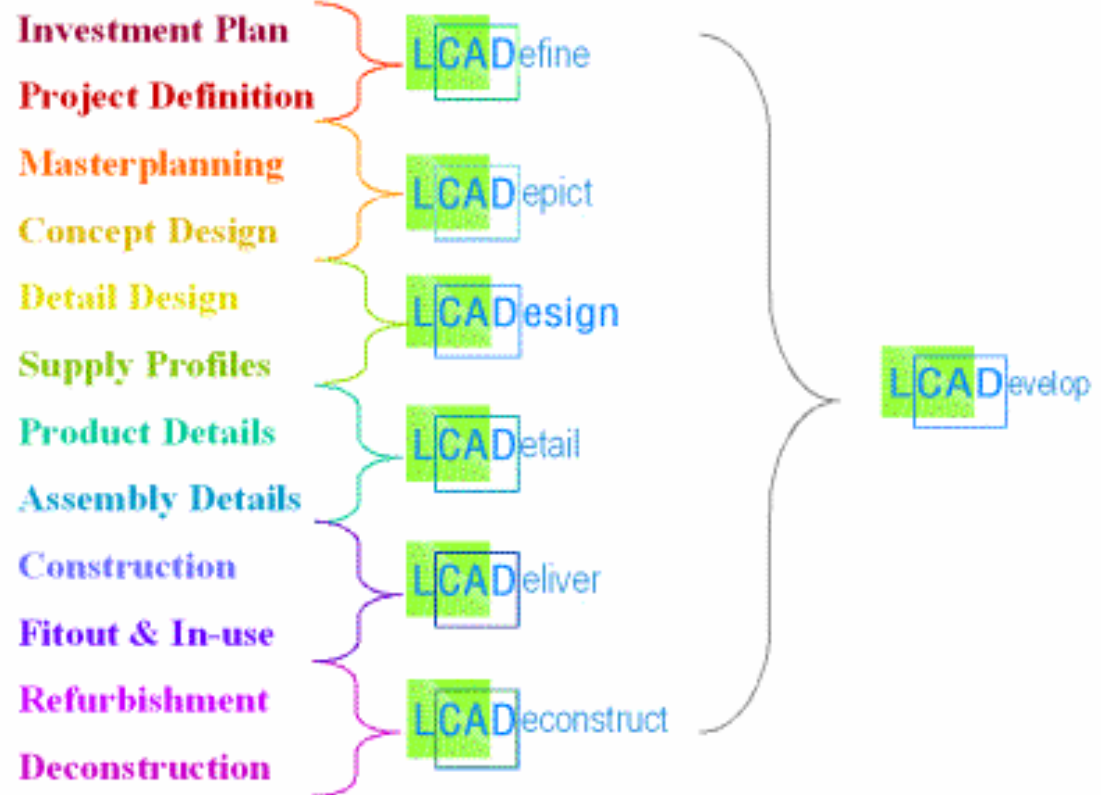 Investment Plan
Project Definition
Masterplanning
Concept Design
Detail Design
Supply Profiles
Product Details
Assembly Details
Construction
Fitout & In-use
Refurbishment
Deconstruction
LCADefine
LCADepict
LCADesign
LCADetail
LCADeliver
LCADeconstruct
LCADevelop